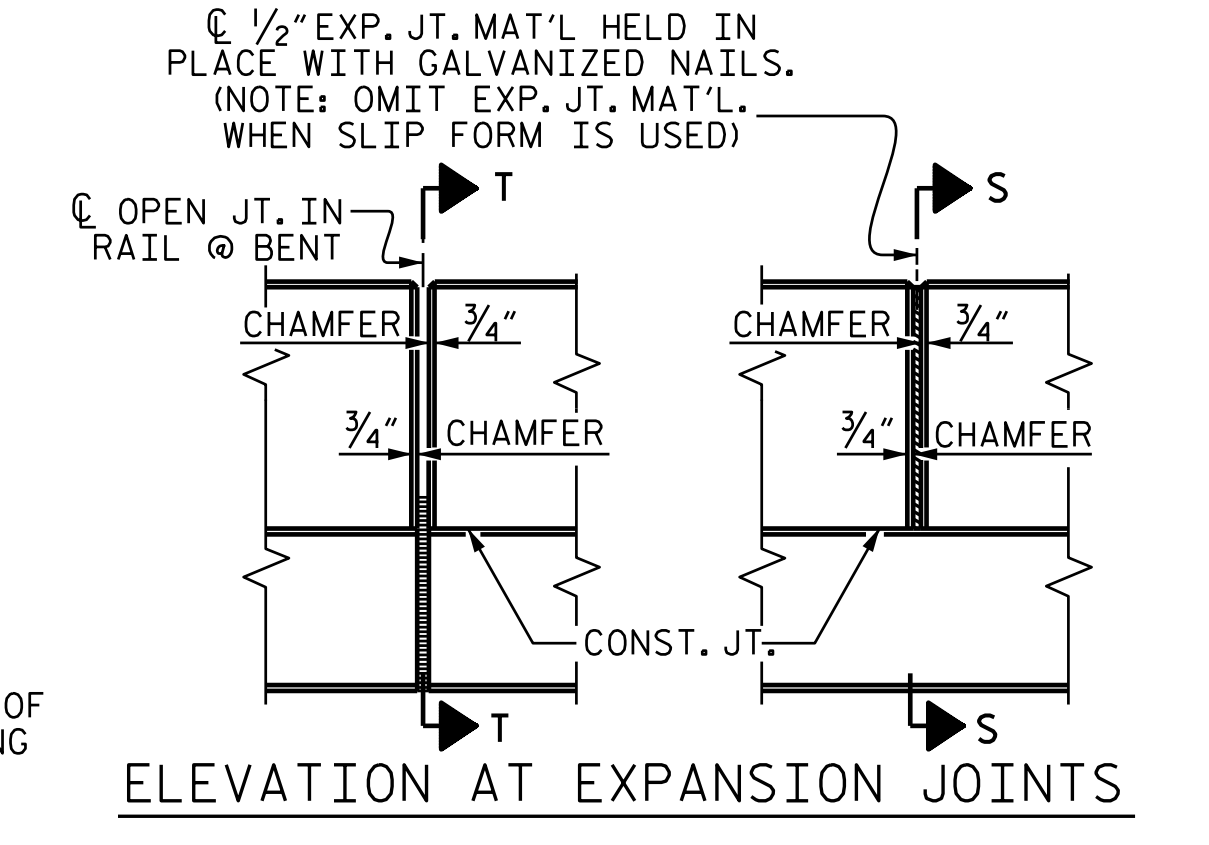 ℄ 1/2" EXP. JT. MAT'L HELD IN
PLACE WITH GALVANIZED NAILS.
(NOTE: OMIT EXP. JT. MAT'L.
WHEN SLIP FORM IS USED)
T
S
℄ OPEN JT. IN
RAIL @ BENT
CHAMFER
3/4"
CHAMFER
3/4"
3/4"
CHAMFER
3/4"
CHAMFER
CONST. JT.
OF
NG
T
S
ELEVATION AT EXPANSION JOINTS